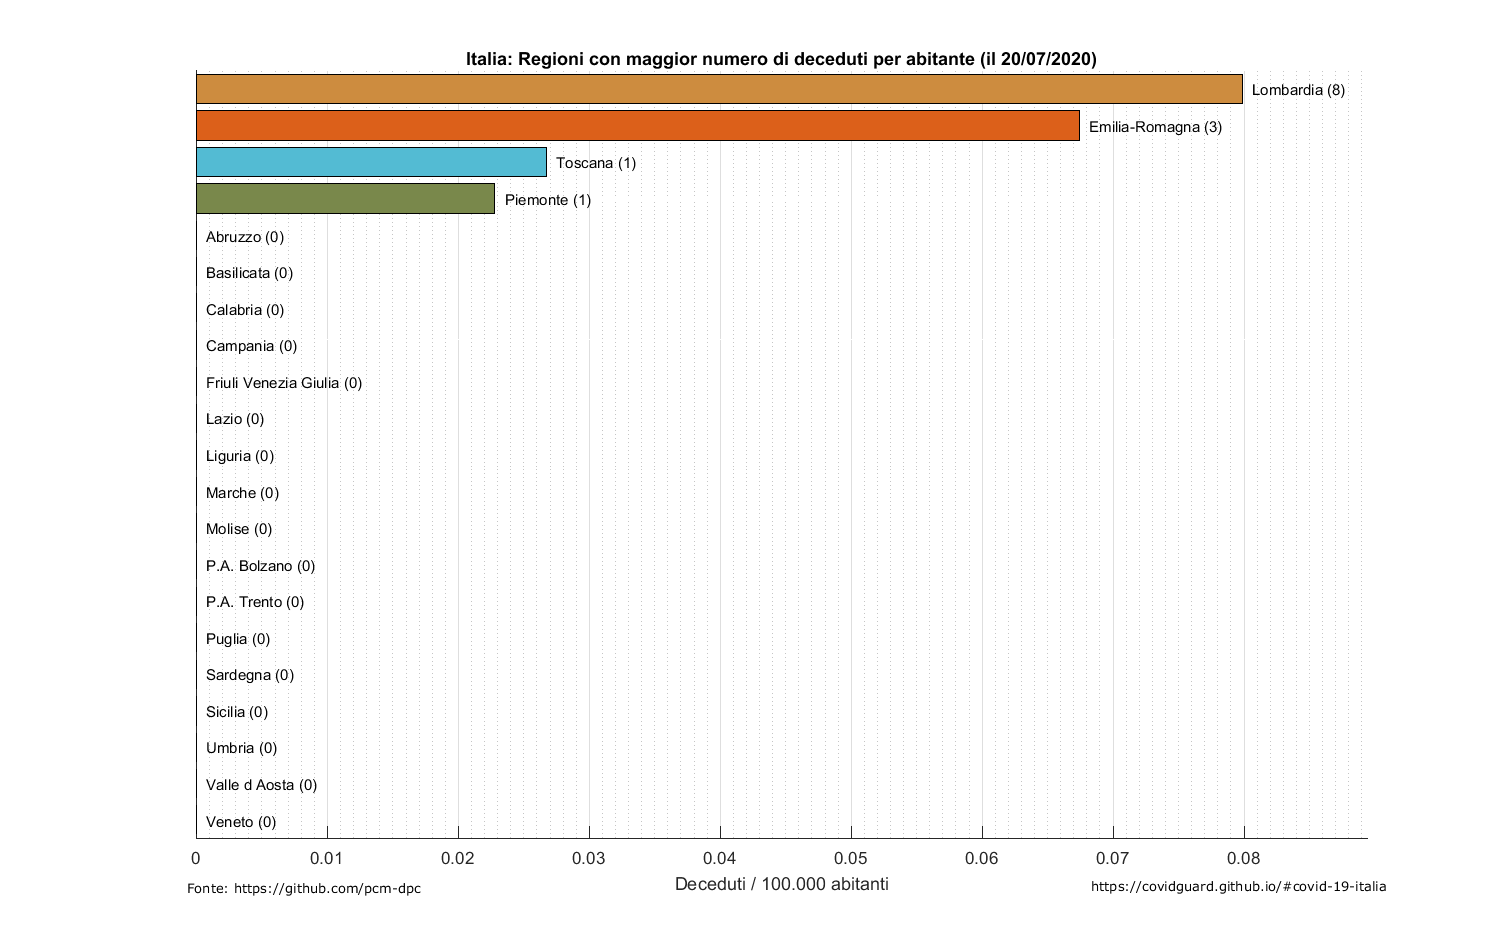 Italia: Regioni con maggior numero di deceduti per abitante (il 20/07/2020)
Lombardia (8)
Emilia-Romagna (3)
Toscana (1)
Piemonte (1)
Abruzzo (0)
Basilicata (0)
Calabria (0)
Campania (0)
Friuli Venezia Giulia (0)
Lazio (0)
Liguria (0)
Marche (0)
Molise (0)
P.A. Bolzano (0)
P.A. Trento (0)
Puglia (0)
Sardegna (0)
Sicilia (0)
Umbria (0)
Valle d Aosta (0)
Veneto (0)
0 0.01 0.02 0.03 0.04 0.05 0.06 0.07 0.08
Deceduti / 100.000 abitanti
Fonte: https://github.com/pcm-dpc
https://covidguard.github.io/#covid-19-italia